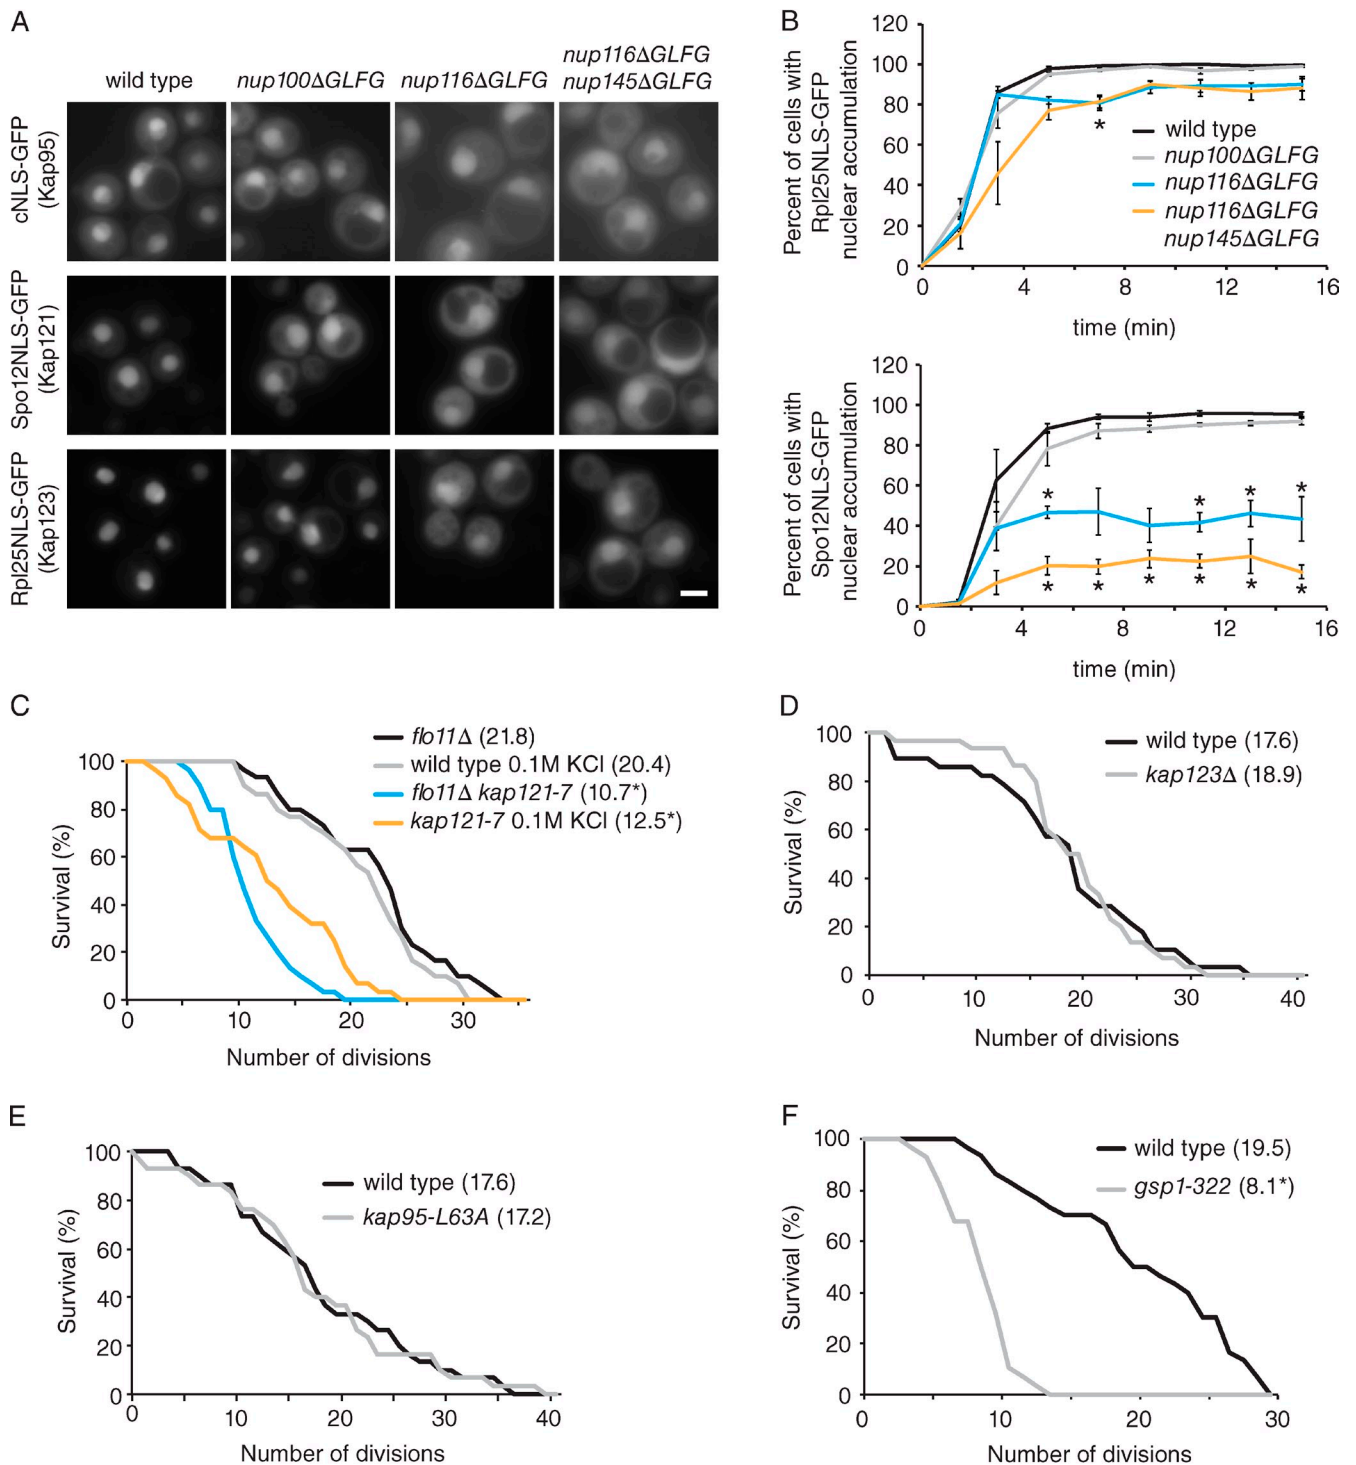 A
wild type
nup100ΔGLFG
nup116ΔGLFG
nup116ΔGLFG
nup145ΔGLFG
cNLS-GFP
(Kap95)
Spo12NLS-GFP
(Kap121)
Rpl25NLS-GFP
(Kap123)
B
Percent of cells with
Rpl25NLS-GFP
nuclear accumulation
120
100
80
60
40
20
0
*
wild type
nup100ΔGLFG
nup116ΔGLFG
nup116ΔGLFG
nup145ΔGLFG
0 4 8 12 16
time (min)
Percent of cells with
Spo12NLS-GFP
nuclear accumulation
120
100
80
60
40
20
0
* * * *
* * * * * *
0 4 8 12 16
time (min)
C
flo11Δ (21.8)
wild type 0.1M KCl (20.4)
flo11Δ kap121-7 (10.7*)
kap121-7 0.1M KCl (12.5*)
Survival (%)
100
80
60
40
20
0
0 10 20 30
Number of divisions
D
wild type (17.6)
kap123Δ (18.9)
Survival (%)
100
80
60
40
20
0
0 10 20 30 40
Number of divisions
E
wild type (17.6)
kap95-L63A (17.2)
Survival (%)
100
80
60
40
20
0
0 10 20 30 40
Number of divisions
F
wild type (19.5)
gsp1-322 (8.1*)
Survival (%)
100
80
60
40
20
0
0 10 20 30
Number of divisions